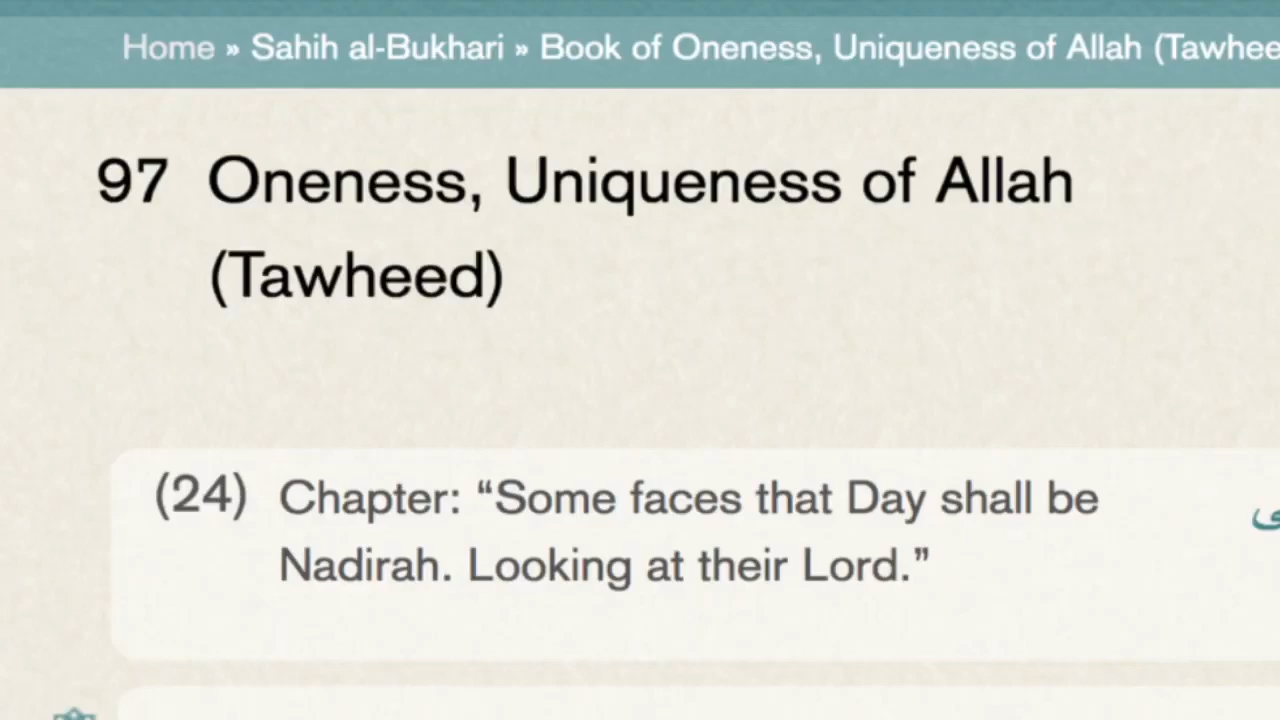 Home » Sahih al-Bukhari » Book of Oneness, Uniqueness of Allah
97 Oneness, Uniqueness of Allah
(Tawheed)
(24) Chapter: “Some faces that Day shall be
Nadirah. Looking at their Lord.”